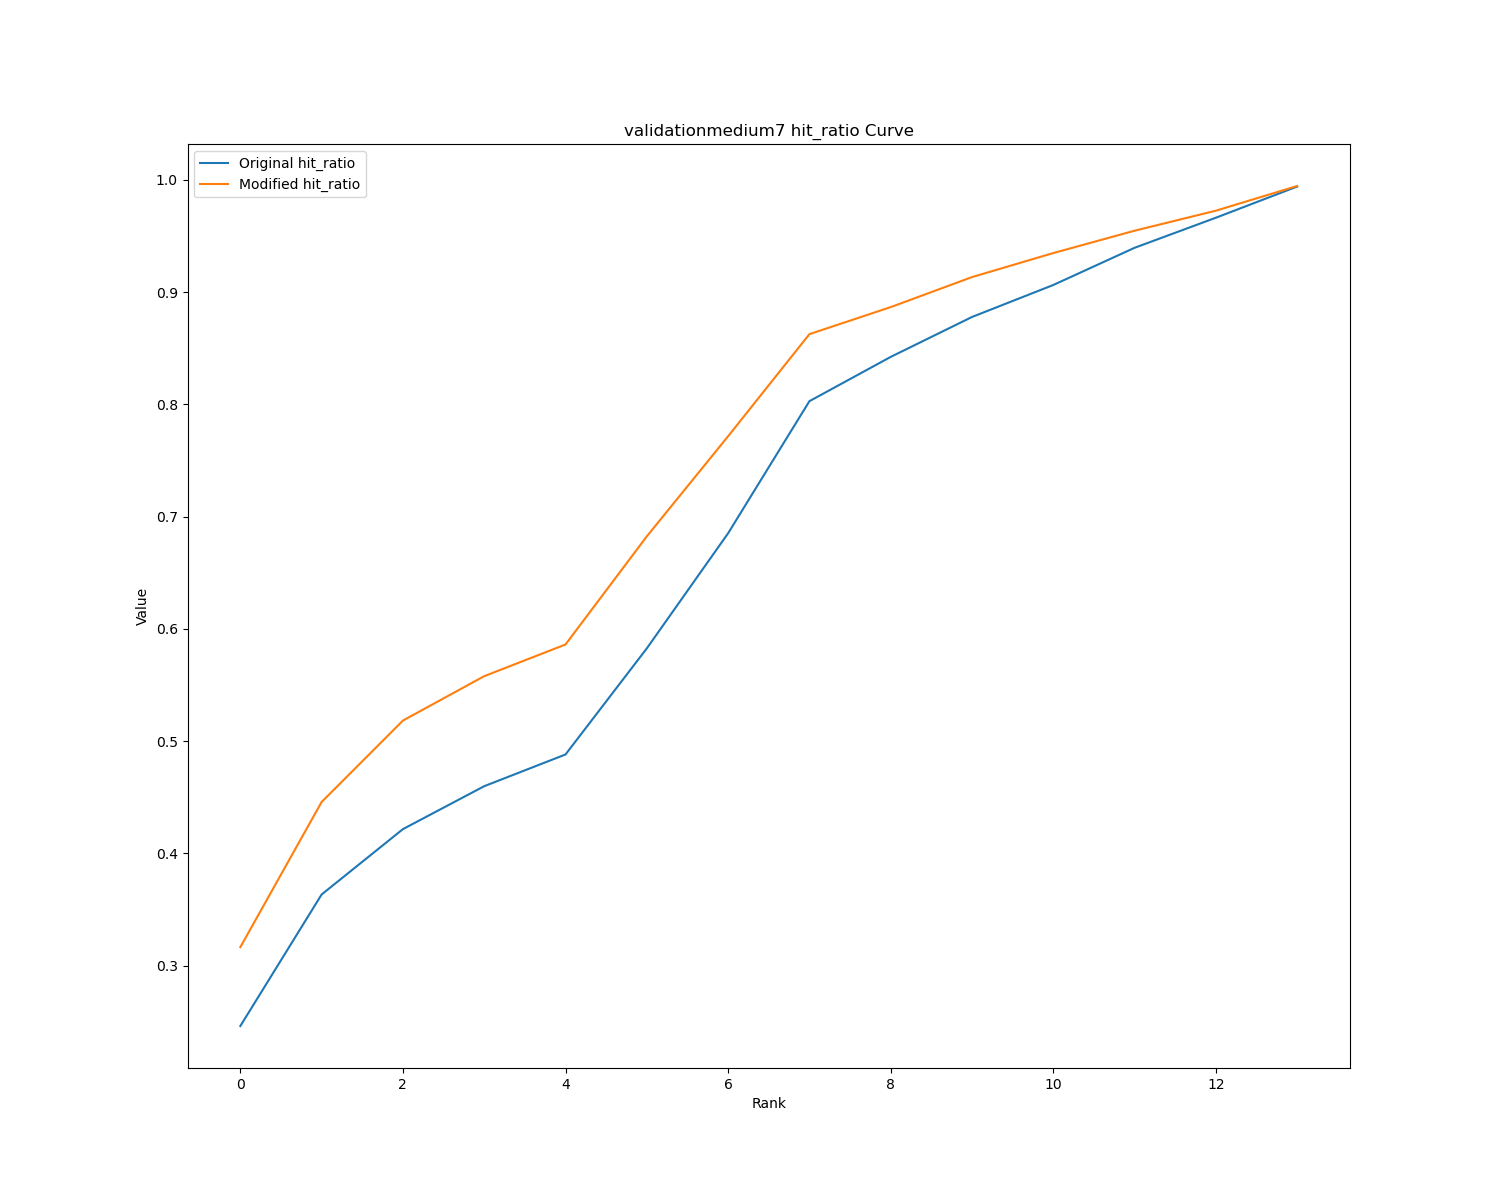 validationmedium7 hit_ratio Curve
Original hit_ratio
Modified hit_ratio
1.0
0.9
0.8
0.7
0.6
0.5
0.4
0.3
Value
0 2 4 6 8 10 12
Rank